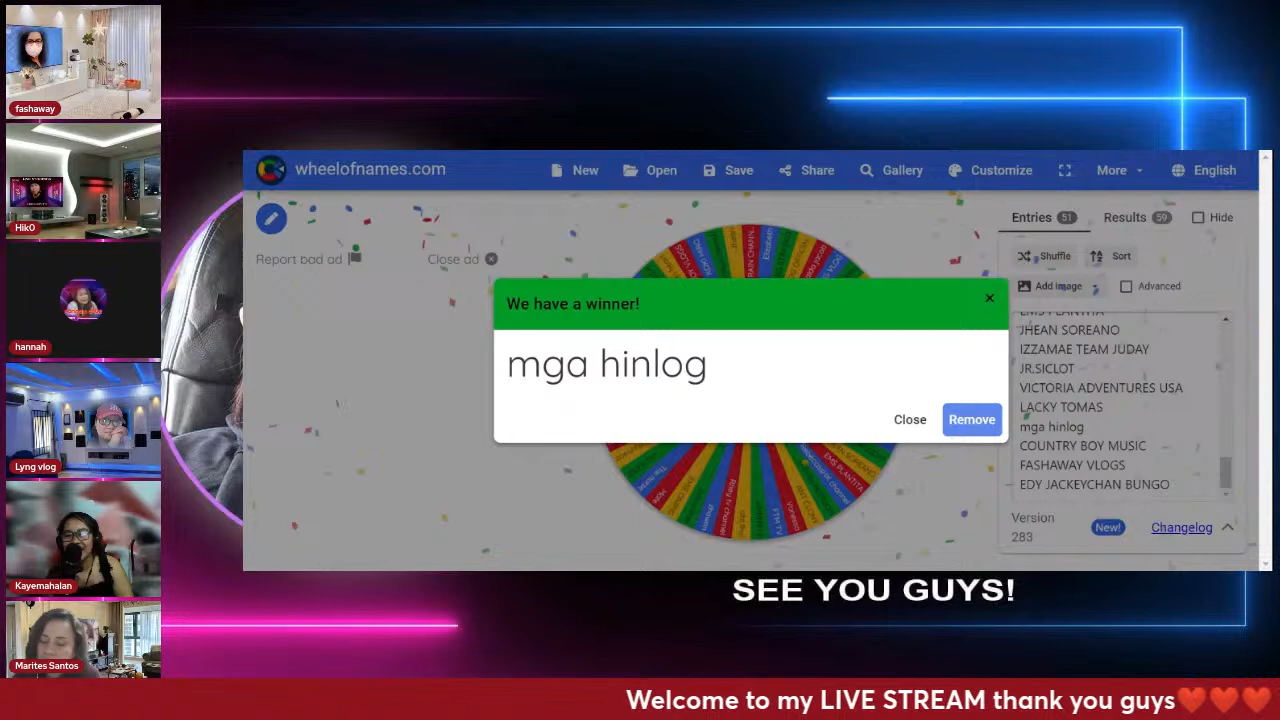 fashaway
Hik0
hannah
Lyng vlog
Kayemahalan
Marites Santos
wheelofnames.com
New
Open
Save
Share
Gallery
Customize
More
English
Report bad ad
Close ad
Entries 51
Results 59
Hide
Shuffle
Sort
Add image
Advanced
We have a winner!
mga hinlog
Close
Remove
EMS PLANTITA
JHEAN SOREANO
IZZAMAE TEAM JUDAY
JR.SICLOT
VICTORIA ADVENTURES USA
LACKY TOMAS
mga hinlog
COUNTRY BOY MUSIC
FASHAWAY VLOGS
EDY JACKEYCHAN BUNGO
Version
283
New!
Changelog
SEE YOU GUYS!
Welcome to my LIVE STREAM thank you guys❤️❤️❤️